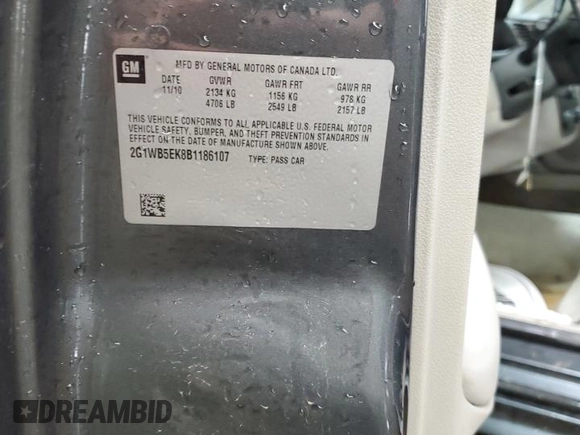 GM
MFD BY GENERAL MOTORS OF CANADA LTD.
DATE GVWR GAWR FRT GAWR RR
11/10 2134 KG 1156 KG 978 KG
4706 LB 2549 LB 2157 LB
THIS VEHICLE CONFORMS TO ALL APPLICABLE U.S. FEDERAL MOTOR
VEHICLE SAFETY, BUMPER, AND THEFT PREVENTION STANDARDS IN
EFFECT ON THE DATE OF MANUFACTURE SHOWN ABOVE.
2G1WB5EK8B1186107 TYPE: PASS CAR
DREAMBID